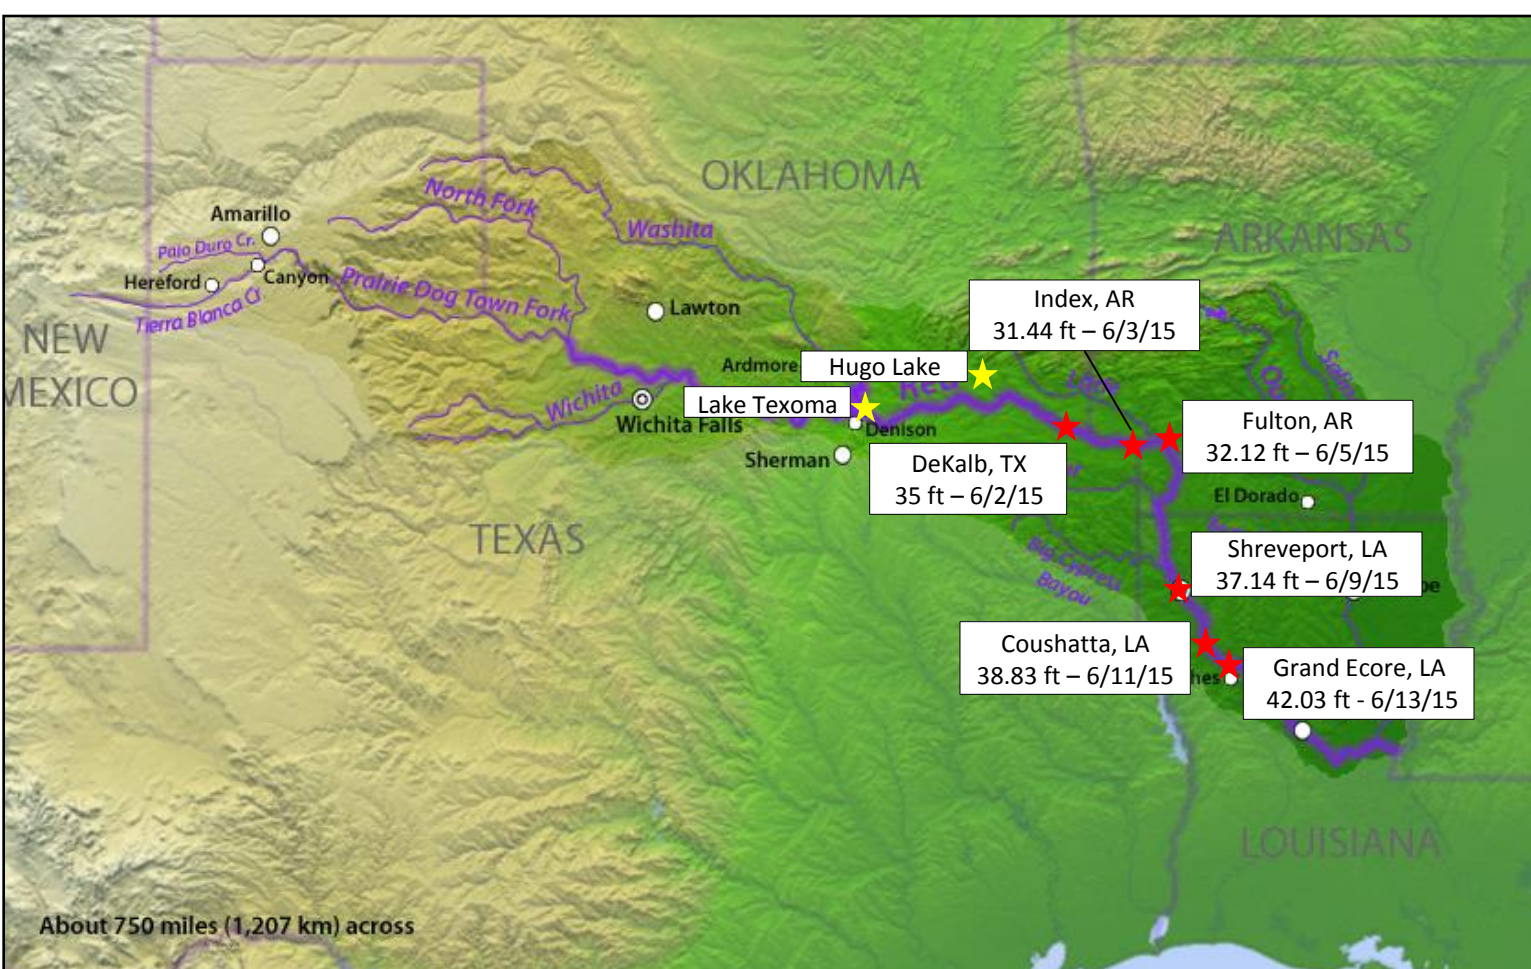 OKLAHOMA
North Fork
Amarillo
Washita
ARKANSAS
Palo Duro Cr.
Canyon
Hereford
Prairie Dog Town Fork
Tierra Blanca Cr.
Index, AR
31.44 ft – 6/3/15
Lawton
NEW
MEXICO
Ardmore
Hugo Lake
Red
Wichita
Lake Texoma
Wichita Falls
Denison
Sherman
Fulton, AR
32.12 ft – 6/5/15
DeKalb, TX
35 ft – 6/2/15
El Dorado
TEXAS
Big Cypress
Bayou
Shreveport, LA
37.14 ft – 6/9/15
Coushatta, LA
38.83 ft – 6/11/15
hes
Grand Ecore, LA
42.03 ft - 6/13/15
LOUISIANA
About 750 miles (1,207 km) across